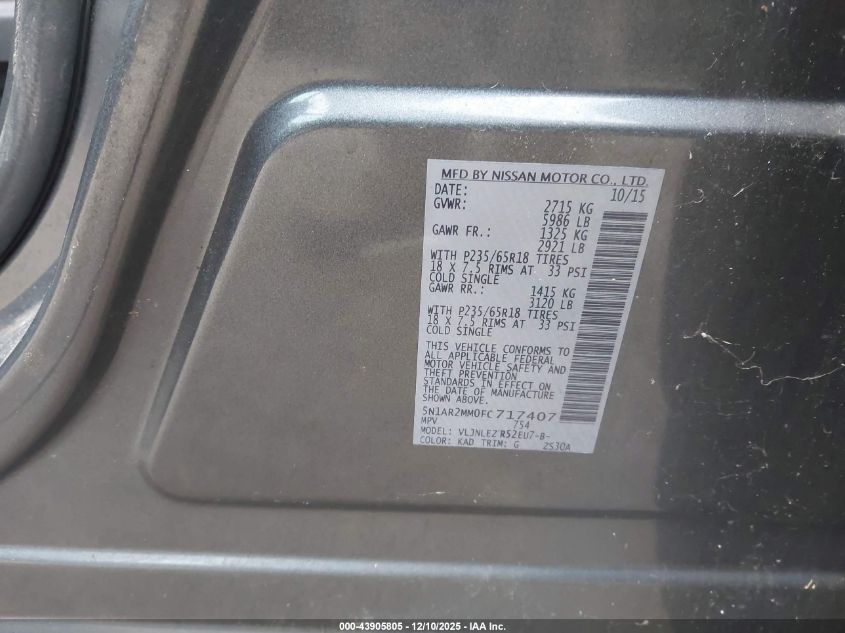 MFD BY NISSAN MOTOR CO., LTD.
DATE: 10/15
GVWR: 2715 KG
5986 LB
GAWR FR.: 1325 KG
2921 LB
WITH P235/65R18 TIRES
18 X 7.5 RIMS AT 33 PSI
COLD SINGLE
GAWR RR.: 1415 KG
3120 LB
WITH P235/65R18 TIRES
18 X 7.5 RIMS AT 33 PSI
COLD SINGLE
THIS VEHICLE CONFORMS TO
ALL APPLICABLE FEDERAL
MOTOR VEHICLE SAFETY AND
THEFT PREVENTION
STANDARDS IN EFFECT ON
THE DATE OF MANUFACTURE
SHOWN ABOVE.
5N1AR2MM0FC717407
MPV 754
MODEL: VLJNLEZ
COLOR: KAD TRIM: G 2S30A
000-43905805 - 12/10/2025 - IAA Inc.